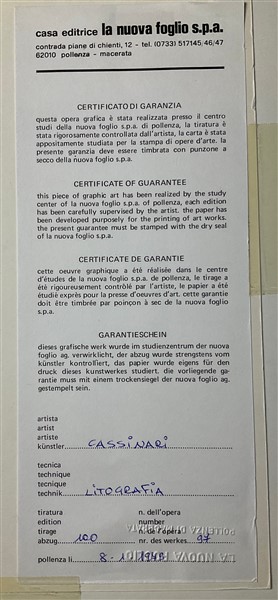 casa editrice la nuova foglio s.p.a.
contrada piane di chienti, 12 - tel. (0733) 517145/46/47
62010 pollenza - macerata
CERTIFICATO DI GARANZIA
questa opera grafica è stata realizzata presso il centro
studi della nuova foglio s.p.a. di pollenza, la tiratura è
stata rigorosamente controllata dall'artista, la carta è stata
appositamente studiata per la stampa di opere d'arte. la
presente garanzia deve essere timbrata con punzone a
secco della nuova foglio s.p.a.
CERTIFICATE OF GUARANTEE
this piece of graphic art has been realized by the study
center of la nuova foglio s.p.a. of pollenza, each edition
has been carefully supervised by the artist. the paper has
been developed purposely for the printing of art works.
the present guarantee must be stamped with the dry seal
of la nuova foglio s.p.a.
CERTIFICATE DE GARANTIE
cette oeuvre graphique a été réalisée dans le centre
d'études de la nuova foglio s.p.a. de pollenza, le tirage a
été rigoureusement contrôlé par l'artiste, le papier a été
étudié exprès pour la presse d'oeuvres d'art. cette garantie
doit être timbrée par poinçon à sec de la nuova foglio
s.p.a.
GARANTIESCHEIN
dieses grafische werk wurde im studienzentrum der nuova
foglio ag. verwirklicht, der abzug wurde strengstens vom
künstler kontrolliert, das papier wurde eigens für den
druck dieses kunstwerkes studiert. die vorliegende ga-
rantie muss mit einem trockensiegel der nuova foglio ag.
gestempelt sein.
artista
artist
artiste
künstler CASSINARI
tecnica
technique
tecnique
technik LITOGRAFIA
tiratura n. dell'opera
edition number
tirage n. de l'opera
abzug 100 nr. des werkes 97
pollenza li
LA NUOVA FOGLIO